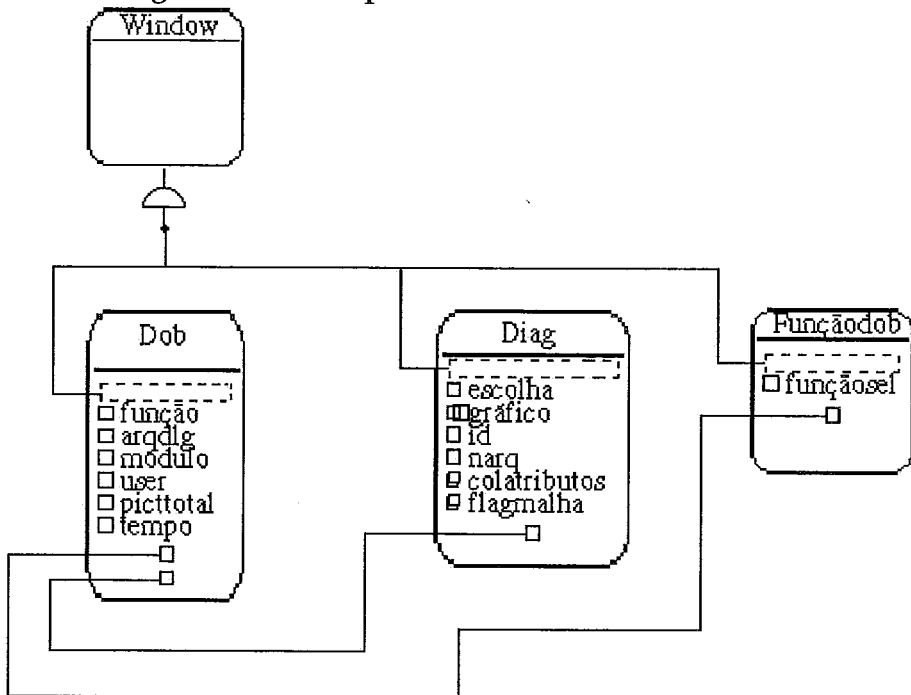 Window
Dob
função
arqdlg
módulo
user
picttotal
tempo
Diag
escolha
gráfico
id
narq
colatributos
flagmalha
Funçãodob
funçãosel